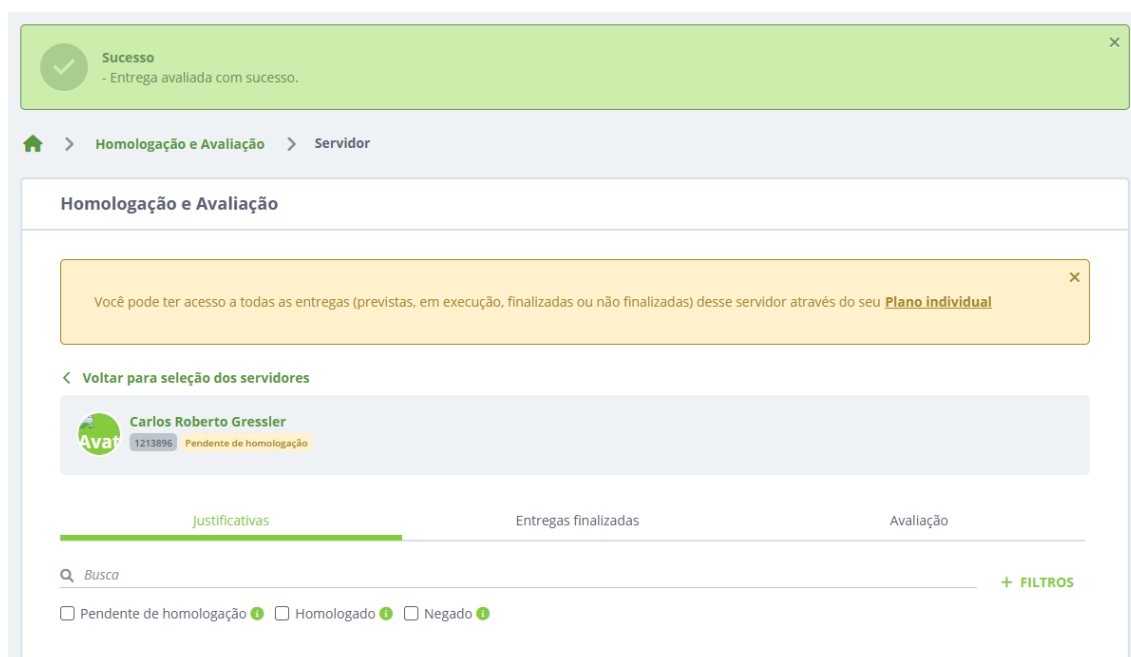 Sucesso
- Entrega avaliada com sucesso.
Homologação e Avaliação > Servidor
Homologação e Avaliação
Você pode ter acesso a todas as entregas (previstas, em execução, finalizadas ou não finalizadas) desse servidor através do seu Plano individual
Voltar para seleção dos servidores
Carlos Roberto Gressler
Avat 1213896 Pendente de homologação
Justificativas Entregas finalizadas Avaliação
Busca
+ FILTROS
Pendente de homologação Homologado Negado